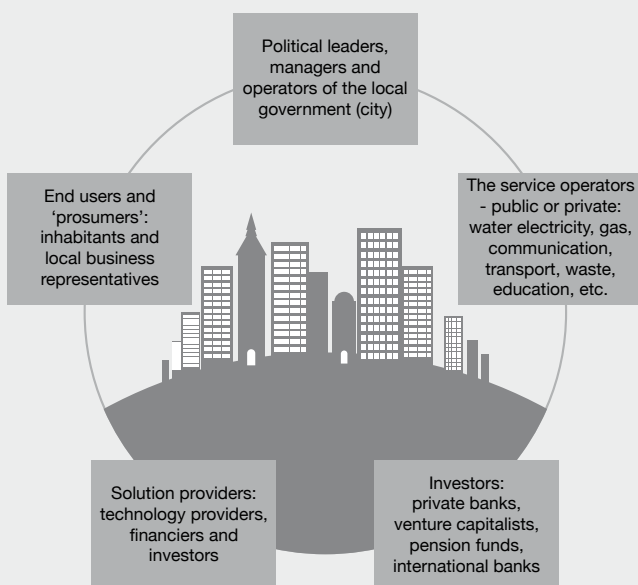 Political leaders,
managers and
operators of the local
government (city)
End users and
‘prosumers’:
inhabitants and
local business
representatives
The service operators
- public or private:
water electricity, gas,
communication,
transport, waste,
education, etc.
Solution providers:
technology providers,
financiers and
investors
Investors:
private banks,
venture capitalists,
pension funds,
international banks